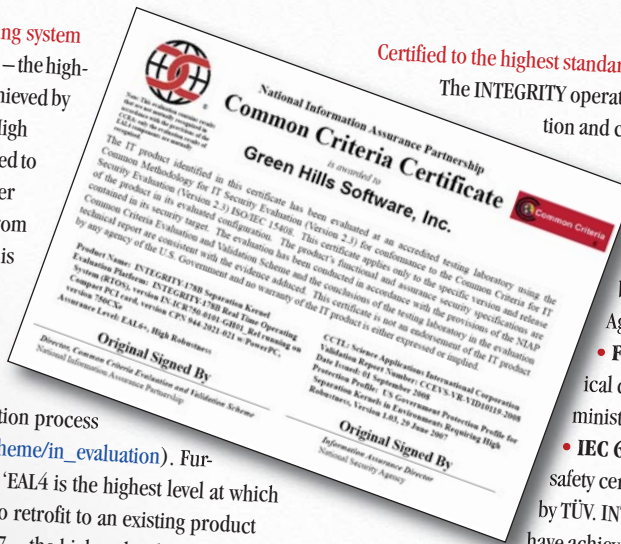 ng system
– the high-
nieved by
igh
ed to
er
om
is
tion process
heme/in_evaluation). Fur-
'EAL4 is the highest level at which
o retrofit to an existing product
Certified to the highest standar
The INTEGRITY operat
tion and c
National Information Assurance Partnership
Common Criteria Certificate
is awarded to
Green Hills Software, Inc.
Common Criteria
The IT product identified in this certificate has been evaluated at an accredited testing laboratory using the
Common Methodology for IT Security Evaluation (Version 2.3) for conformance to the Common Criteria for IT
Security Evaluation (Version 2.3) ISO/IEC 15408. This certificate applies only to the specific version and release
of the product in its evaluated configuration. The product's functional and assurance security specifications are
contained in its security target. The evaluation has been conducted in accordance with the provisions of the NIAP
Common Criteria Evaluation and Validation Scheme and the conclusions of the testing laboratory in the evaluation
technical report are consistent with the evidence adduced. This certificate is not an endorsement of the IT product
by any agency of the U.S. Government and no warranty of the IT product is either expressed or implied.
Product Name: INTEGRITY-178B Separation Kernel
Evaluation Platform: INTEGRITY-178B Real Time Operating
System (RTOS), version running on
Compact PCI card, version PowerPC,
version 750CXe
Assurance Level: EAL6+, High Robustness
CCTL: Science Applications International Corporation
Validation Report Number: CCEVS-VR-VID10119-2008
Date Issued: 01 September 2008
Protection Profile: US Government Protection Profile for
Separation Kernels in Environments Requiring High
Robustness, Version 1.03, 29 June 2007
Original Signed By
Director, Common Criteria Evaluation and Validation Scheme
National Information Assurance Partnership
Original Signed By
Information Assurance Director
National Security Agency
Ag
• F
ical c
minist
• IEC 6
safety cer
by TÜV. IN
have achiev